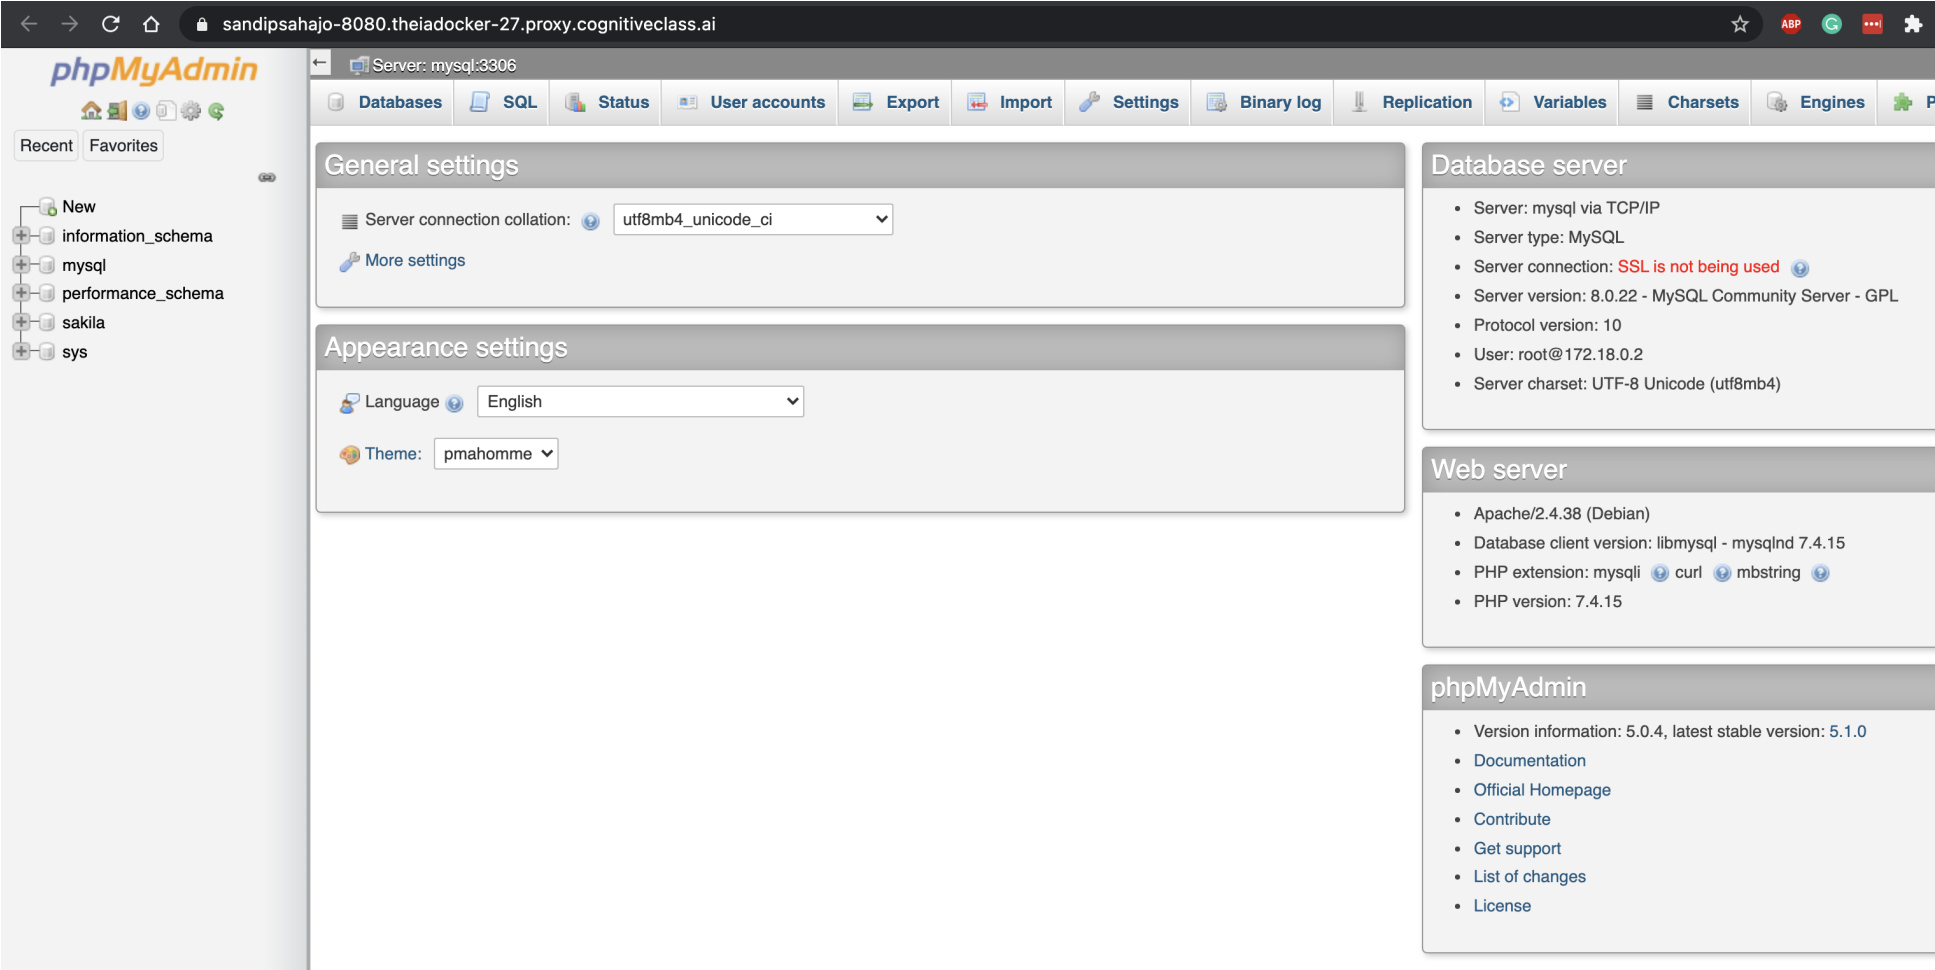 sandipsahajo-8080.theiadocker-27.proxy.cognitiveclass.ai
ABP
phpMyAdmin
Recent Favorites
New
information_schema
mysql
performance_schema
sakila
sys
Server: mysql:3306
Databases SQL Status User accounts Export Import Settings Binary log Replication Variables Charsets Engines P
General settings
Server connection collation: utf8mb4_unicode_ci
More settings
Appearance settings
Language English
Theme: pmahomme
Database server
Server: mysql via TCP/IP
Server type: MySQL
Server connection: SSL is not being used
Server version: 8.0.22 - MySQL Community Server - GPL
Protocol version: 10
User: root@172.18.0.2
Server charset: UTF-8 Unicode (utf8mb4)
Web server
Apache/2.4.38 (Debian)
Database client version: libmysql - mysqlnd 7.4.15
PHP extension: mysqli curl mbstring
PHP version: 7.4.15
phpMyAdmin
Version information: 5.0.4, latest stable version: 5.1.0
Documentation
Official Homepage
Contribute
Get support
List of changes
License